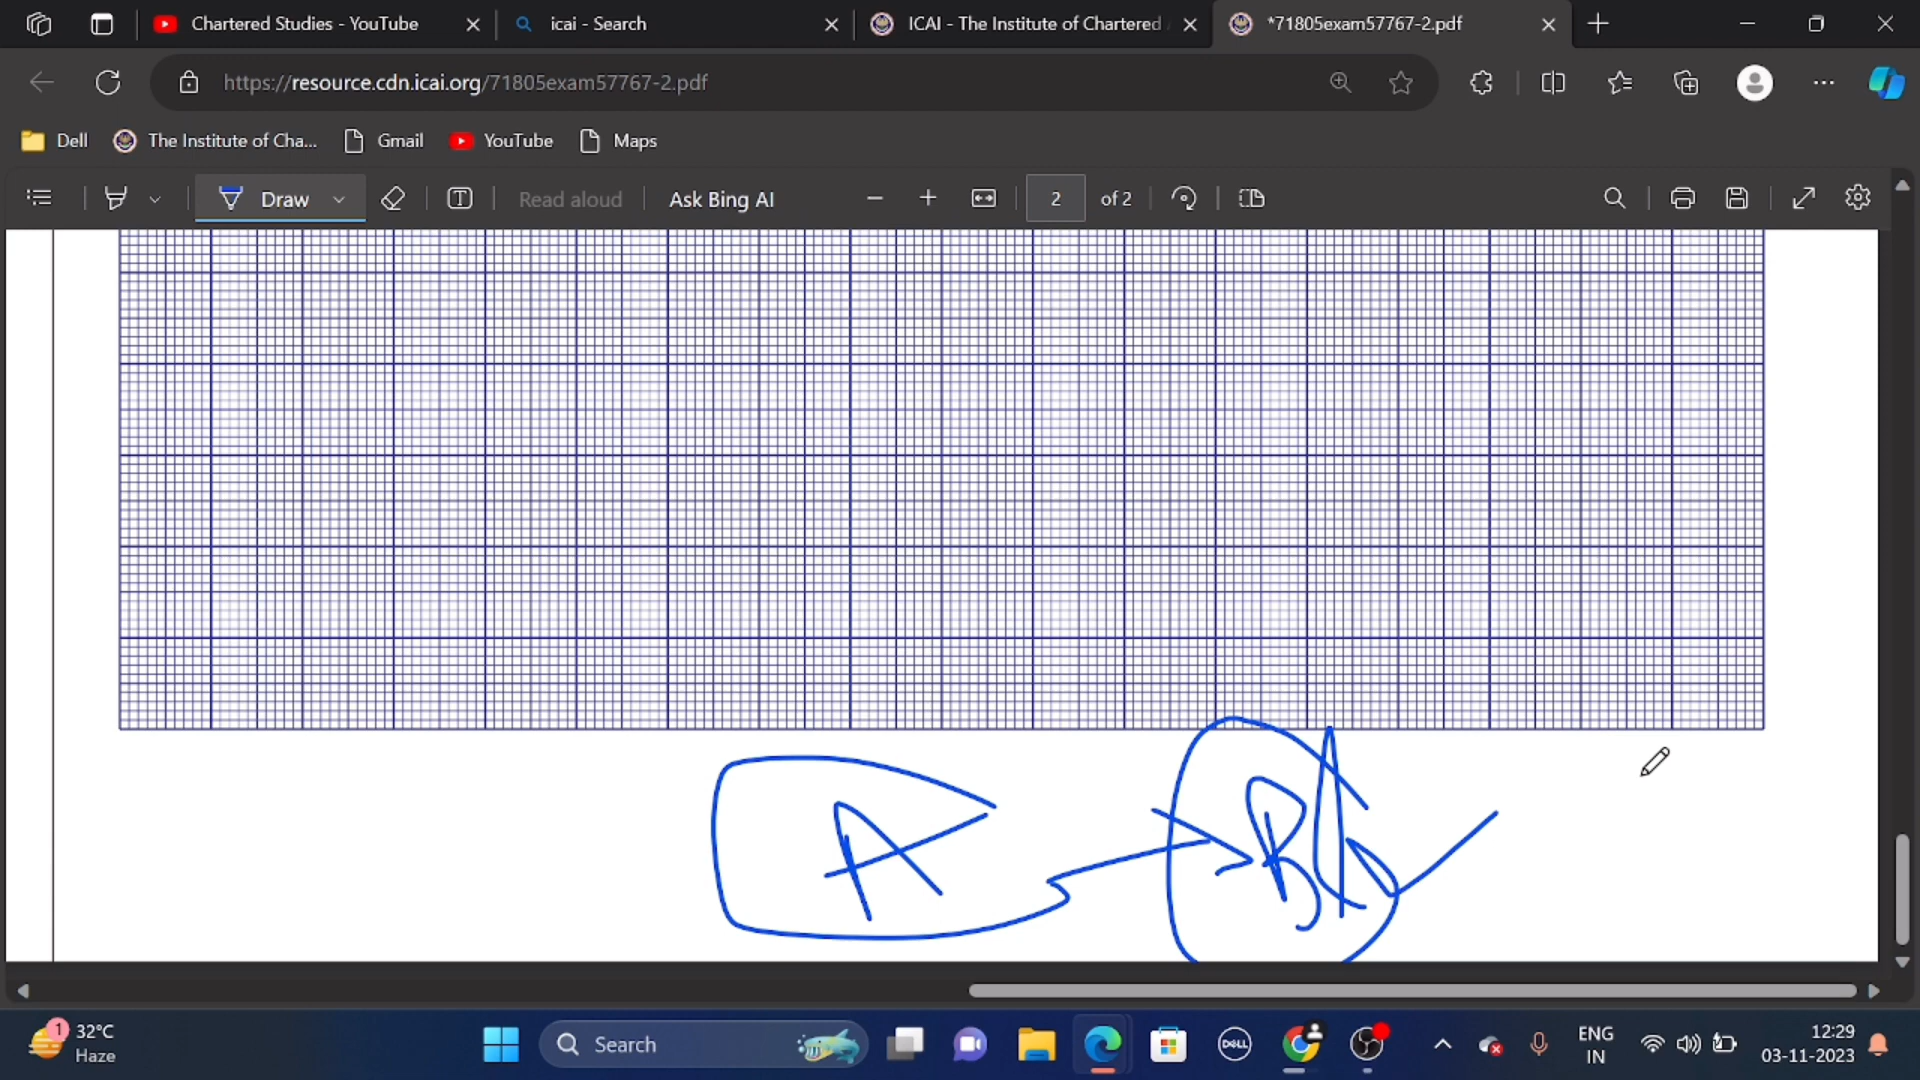 Chartered Studies - YouTube
icai - Search
ICAI - The Institute of Chartered
*71805exam57767-2.pdf
https://resource.cdn.icai.org/71805exam57767-2.pdf
Dell
The Institute of Cha...
Gmail
YouTube
Maps
Draw
Read aloud
Ask Bing AI
2
of 2
A
1
32°C
Haze
Search
DELL
ENG
IN
12:29
03-11-2023